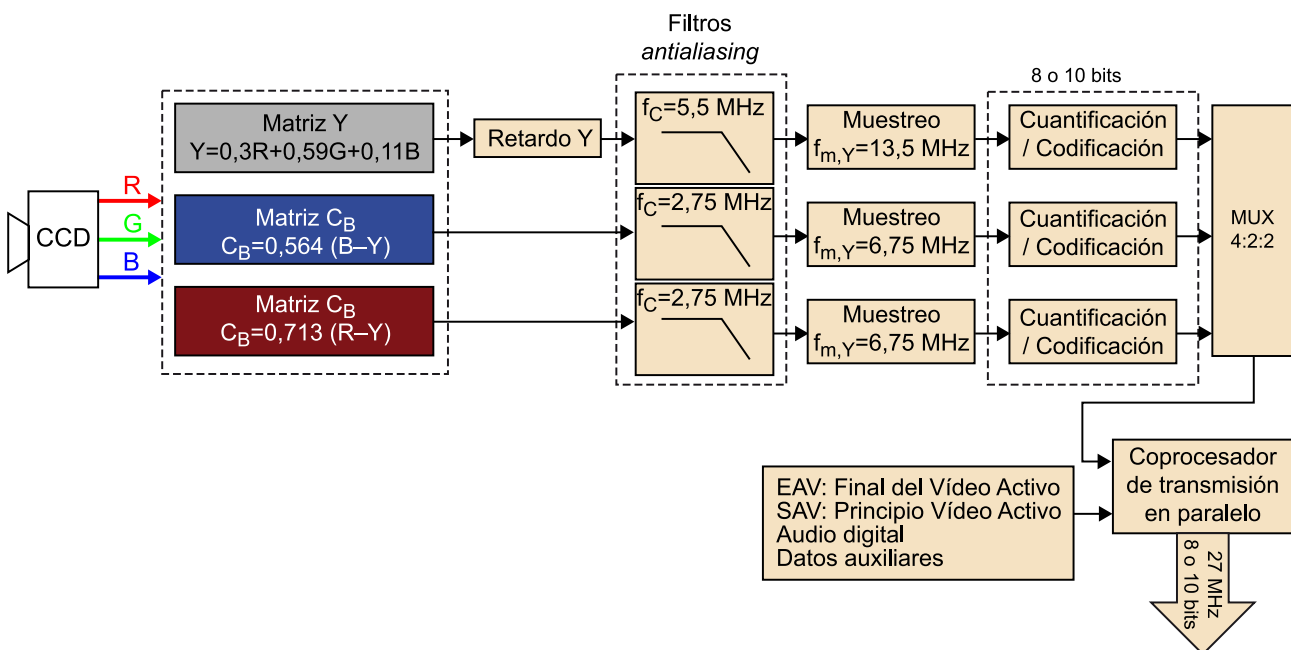 Filtros
antialiasing
8 o 10 bits
CCD
R
G
B
Matriz Y
Y=0,3R+0,59G+0,11B
Retardo Y
fC=5,5 MHz
Muestreo
fm,Y=13,5 MHz
Cuantificación
/ Codificación
Matriz CB
CB=0,564 (B–Y)
fC=2,75 MHz
Muestreo
fm,Y=6,75 MHz
Cuantificación
/ Codificación
Matriz CB
CB=0,713 (R–Y)
fC=2,75 MHz
Muestreo
fm,Y=6,75 MHz
Cuantificación
/ Codificación
MUX
4:2:2
EAV: Final del Vídeo Activo
SAV: Principio Vídeo Activo
Audio digital
Datos auxiliares
Coprocesador
de transmisión
en paralelo
27 MHz
8 o 10 bits